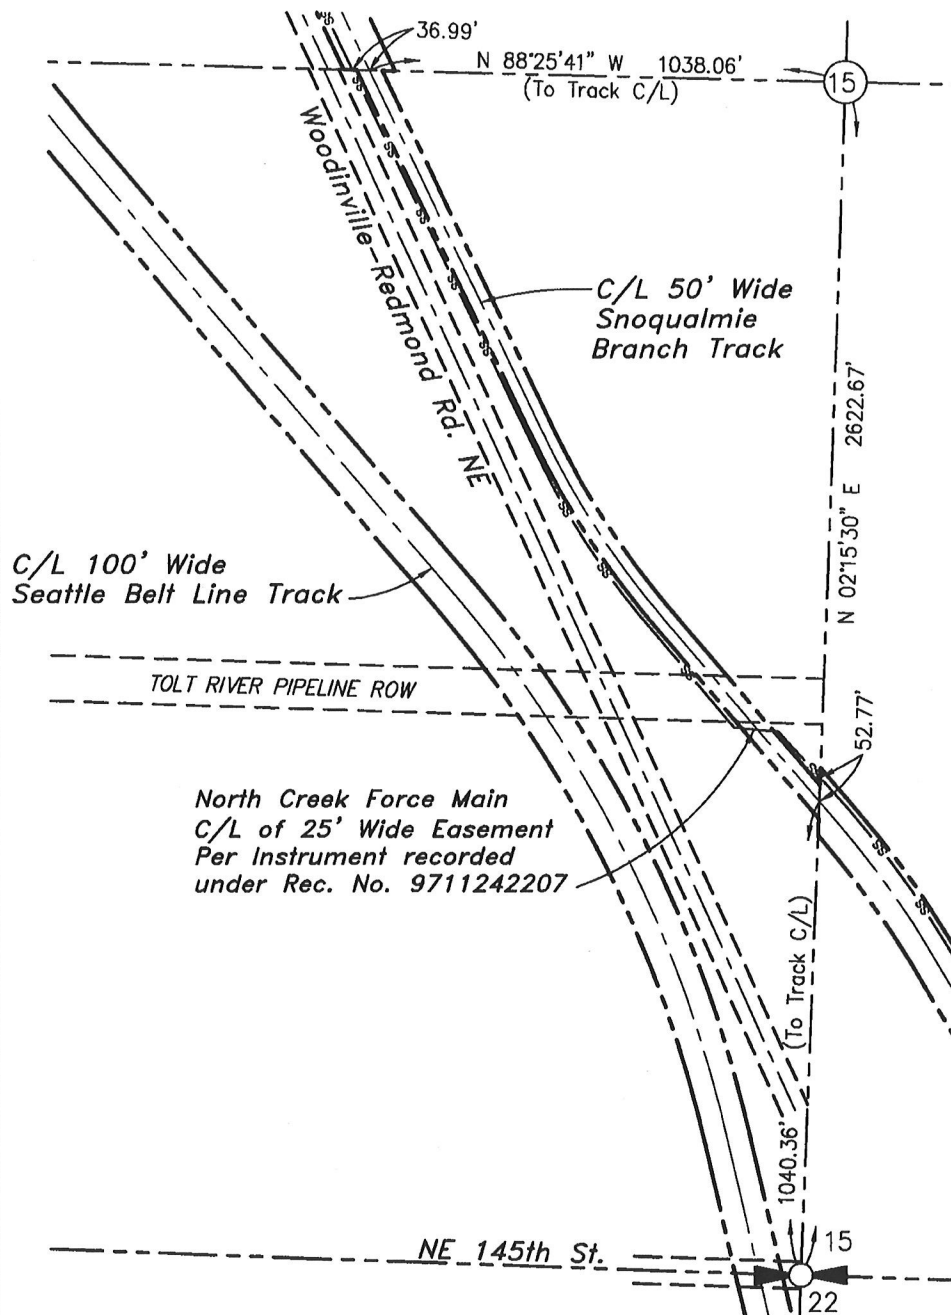 36.99'
N 88°25'41" W 1038.06'
(To Track C/L)
15
Woodinville-Redmond Rd. NE
C/L 50' Wide
Snoqualmie
Branch Track
N 02°15'30" E 2622.67'
C/L 100' Wide
Seattle Belt Line Track
TOLT RIVER PIPELINE ROW
52.77'
North Creek Force Main
C/L of 25' Wide Easement
Per Instrument recorded
under Rec. No. 9711242207
(To Track C/L)
1040.36'
NE 145th St.
15
22